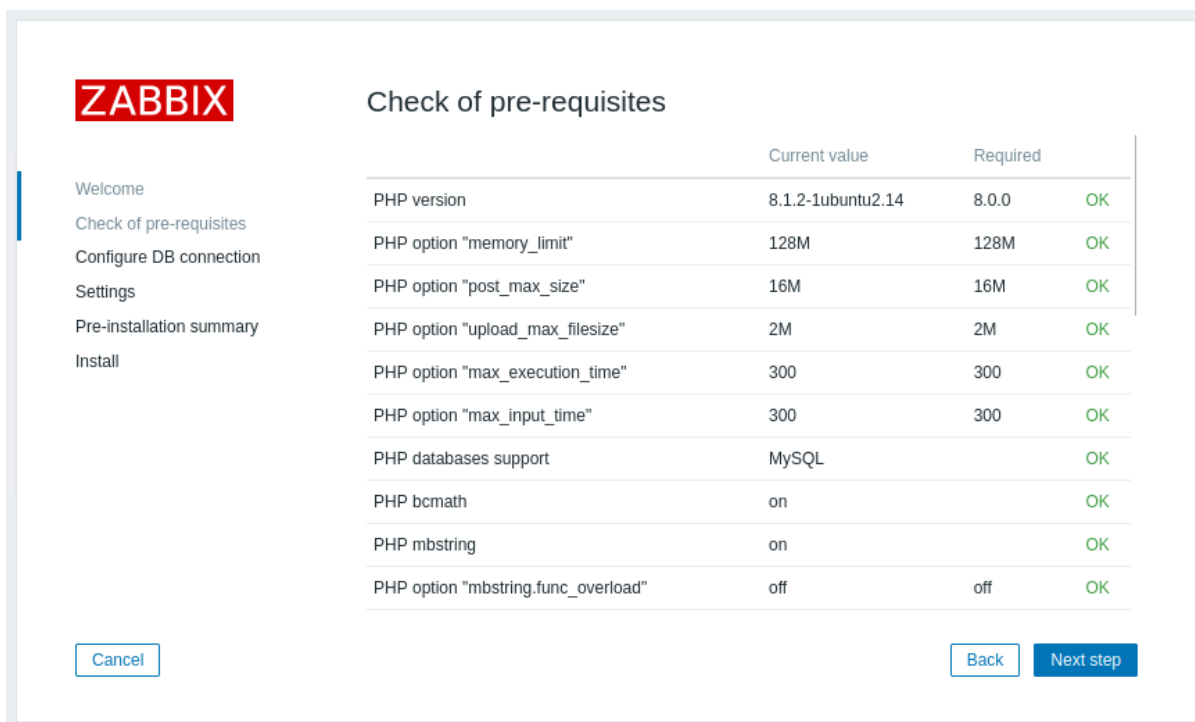 ZABBIX
Check of pre-requisites
Welcome
Check of pre-requisites
Configure DB connection
Settings
Pre-installation summary
Install
Current value Required
PHP version 8.1.2-1ubuntu2.14 8.0.0 OK
PHP option "memory_limit" 128M 128M OK
PHP option "post_max_size" 16M 16M OK
PHP option "upload_max_filesize" 2M 2M OK
PHP option "max_execution_time" 300 300 OK
PHP option "max_input_time" 300 300 OK
PHP databases support MySQL OK
PHP bcmath on OK
PHP mbstring on OK
PHP option "mbstring.func_overload" off off OK
Cancel Back Next step